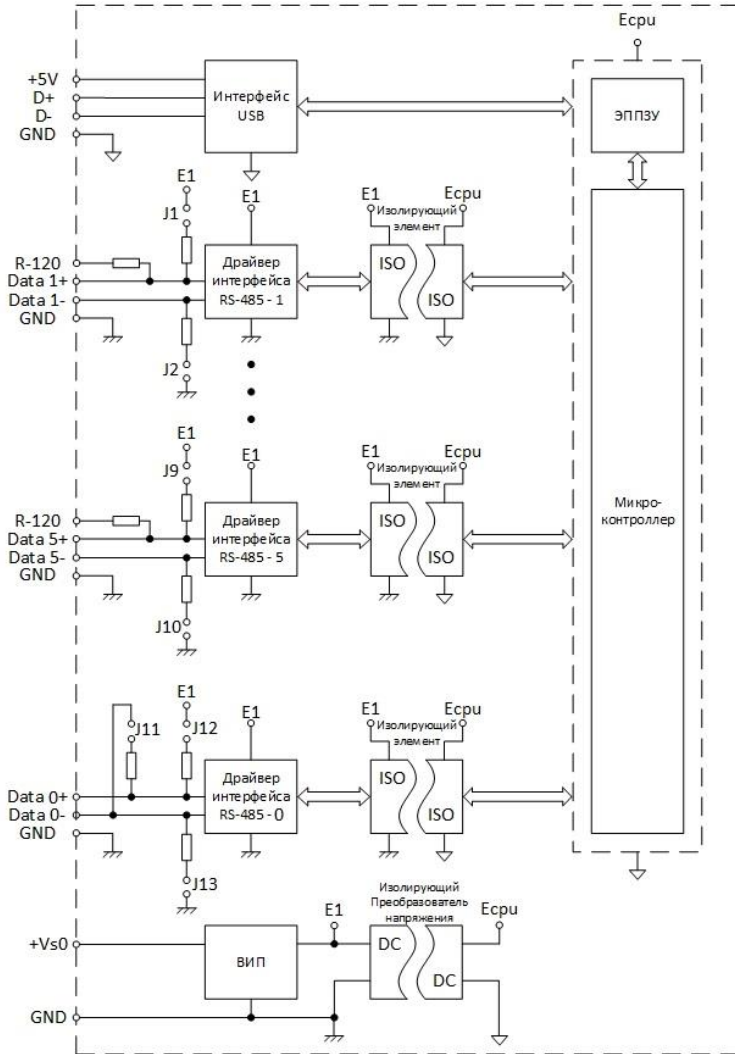 Ecpu
+5V
D+
D-
GND
Интерфейс
USB
ЭППЗУ
E1
J1
E1
E1
Ecpu
Изолирующий
элемент
R-120
Data 1+
Data 1-
GND
Драйвер
интерфейса
RS-485 - 1
ISO
ISO
J2
E1
J9
E1
E1
Ecpu
Изолирующий
элемент
R-120
Data 5+
Data 5-
GND
Драйвер
интерфейса
RS-485 - 5
ISO
ISO
Микро-
контроллер
J10
E1
J11
J12
E1
E1
Ecpu
Изолирующий
элемент
Data 0+
Data 0-
GND
Драйвер
интерфейса
RS-485 - 0
ISO
ISO
J13
Изолирующий
Преобразователь
напряжения
E1
Ecpu
+Vs0
ВИП
DC
DC
GND